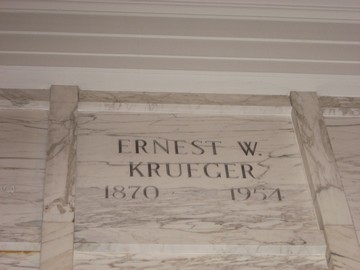 ERNEST W.
KRUEGER
1870 · 1954